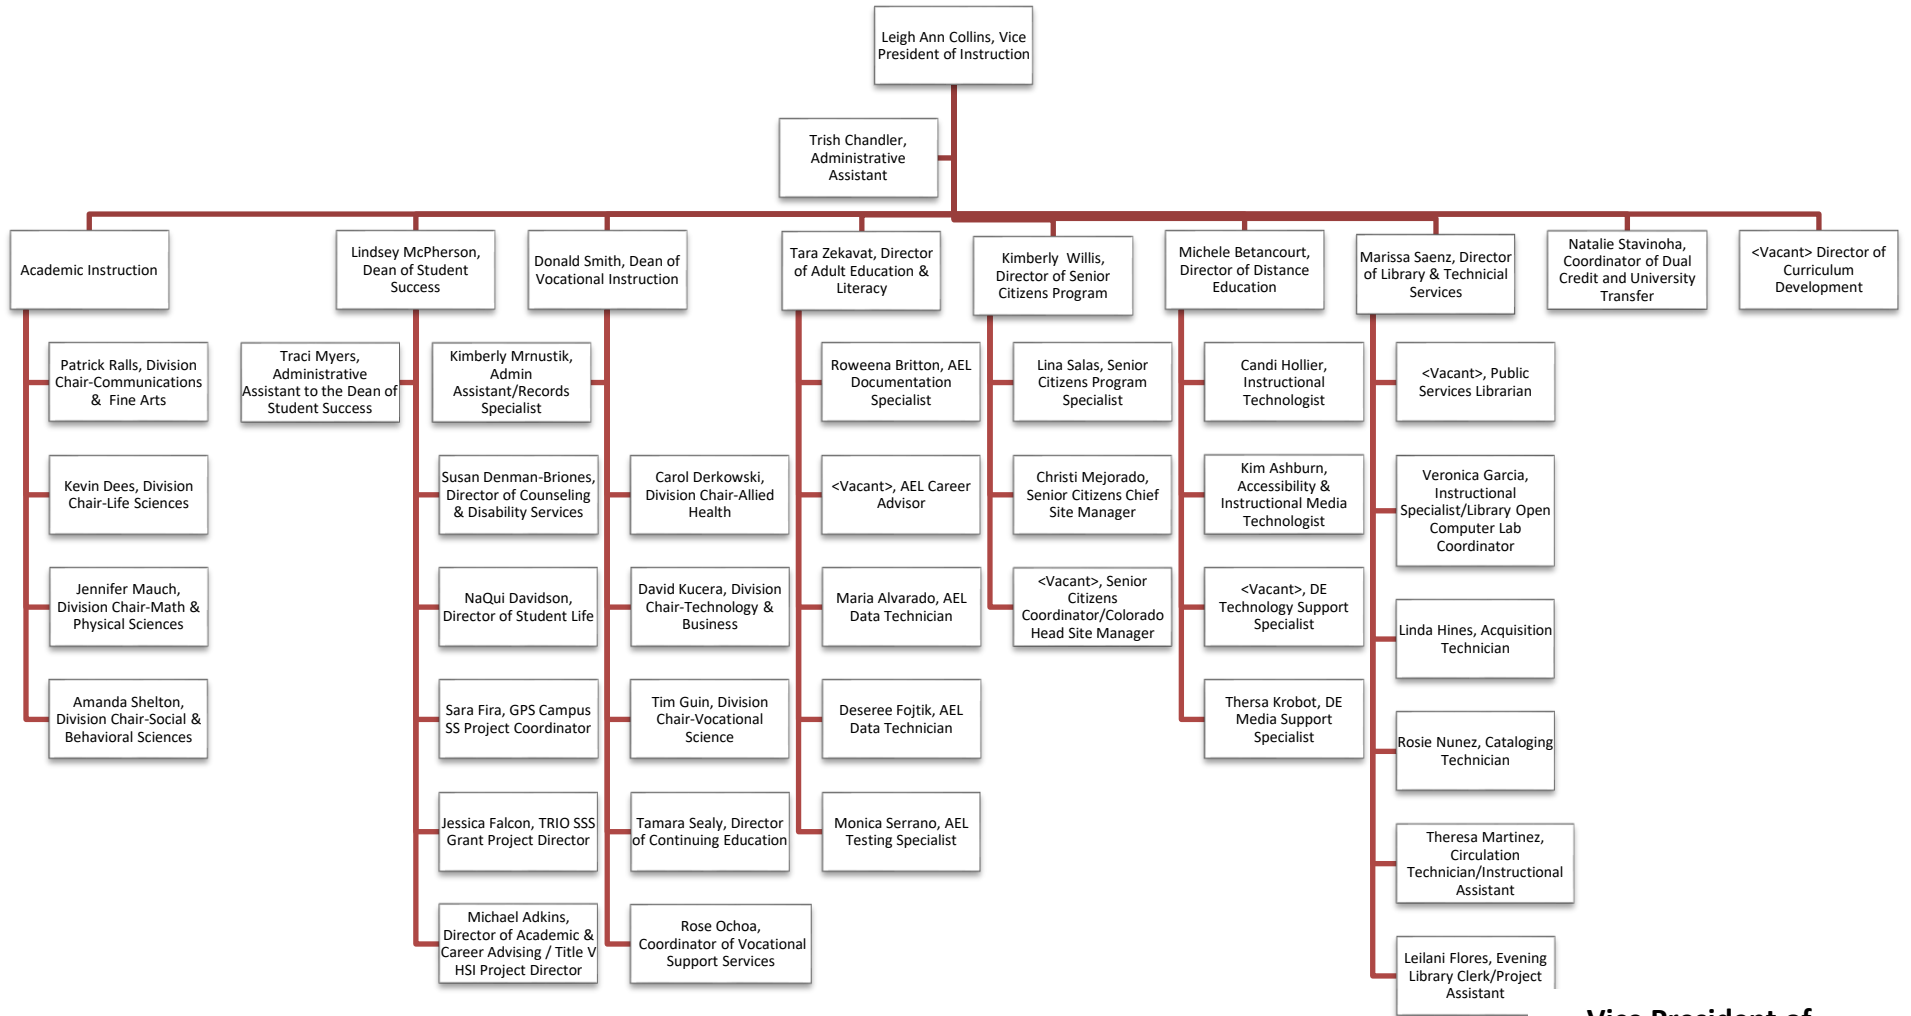 Leigh Ann Collins, Vice
President of Instruction
Trish Chandler,
Administrative
Assistant
Academic Instruction
Patrick Ralls, Division
Chair-Communications
& Fine Arts
Kevin Dees, Division
Chair-Life Sciences
Jennifer Mauch,
Division Chair-Math &
Physical Sciences
Amanda Shelton,
Division Chair-Social &
Behavioral Sciences
Lindsey McPherson,
Dean of Student
Success
Traci Myers,
Administrative
Assistant to the Dean of
Student Success
Susan Denman-Briones,
Director of Counseling
& Disability Services
NaQui Davidson,
Director of Student Life
Sara Fira, GPS Campus
SS Project Coordinator
Jessica Falcon, TRIO SSS
Grant Project Director
Michael Adkins,
Director of Academic &
Career Advising / Title V
HSI Project Director
Donald Smith, Dean of
Vocational Instruction
Kimberly Mrnustik,
Admin
Assistant/Records
Specialist
Carol Derkowski,
Division Chair-Allied
Health
David Kucera, Division
Chair-Technology &
Business
Tim Guin, Division
Chair-Vocational
Science
Tamara Sealy, Director
of Continuing Education
Rose Ochoa,
Coordinator of Vocational
Support Services
Tara Zekavat, Director
of Adult Education &
Literacy
Roweena Britton, AEL
Documentation
Specialist
<Vacant>, AEL Career
Advisor
Maria Alvarado, AEL
Data Technician
Deseree Fojtik, AEL
Data Technician
Monica Serrano, AEL
Testing Specialist
Kimberly Willis,
Director of Senior
Citizens Program
Lina Salas, Senior
Citizens Program
Specialist
Christi Mejorado,
Senior Citizens Chief
Site Manager
<Vacant>, Senior
Citizens
Coordinator/Colorado
Head Site Manager
Michele Betancourt,
Director of Distance
Education
Candi Hollier,
Instructional
Technologist
Kim Ashburn,
Accessibility &
Instructional Media
Technologist
<Vacant>, DE
Technology Support
Specialist
Thersa Krobot, DE
Media Support
Specialist
Marissa Saenz, Director
of Library & Technicial
Services
<Vacant>, Public
Services Librarian
Veronica Garcia,
Instructional
Specialist/Library Open
Computer Lab
Coordinator
Linda Hines, Acquisition
Technician
Rosie Nunez, Cataloging
Technician
Theresa Martinez,
Circulation
Technician/Instructional
Assistant
Leilani Flores, Evening
Library Clerk/Project
Assistant
Natalie Stavinoha,
Coordinator of Dual
Credit and University
Transfer
<Vacant> Director of
Curriculum
Development
Vice President of